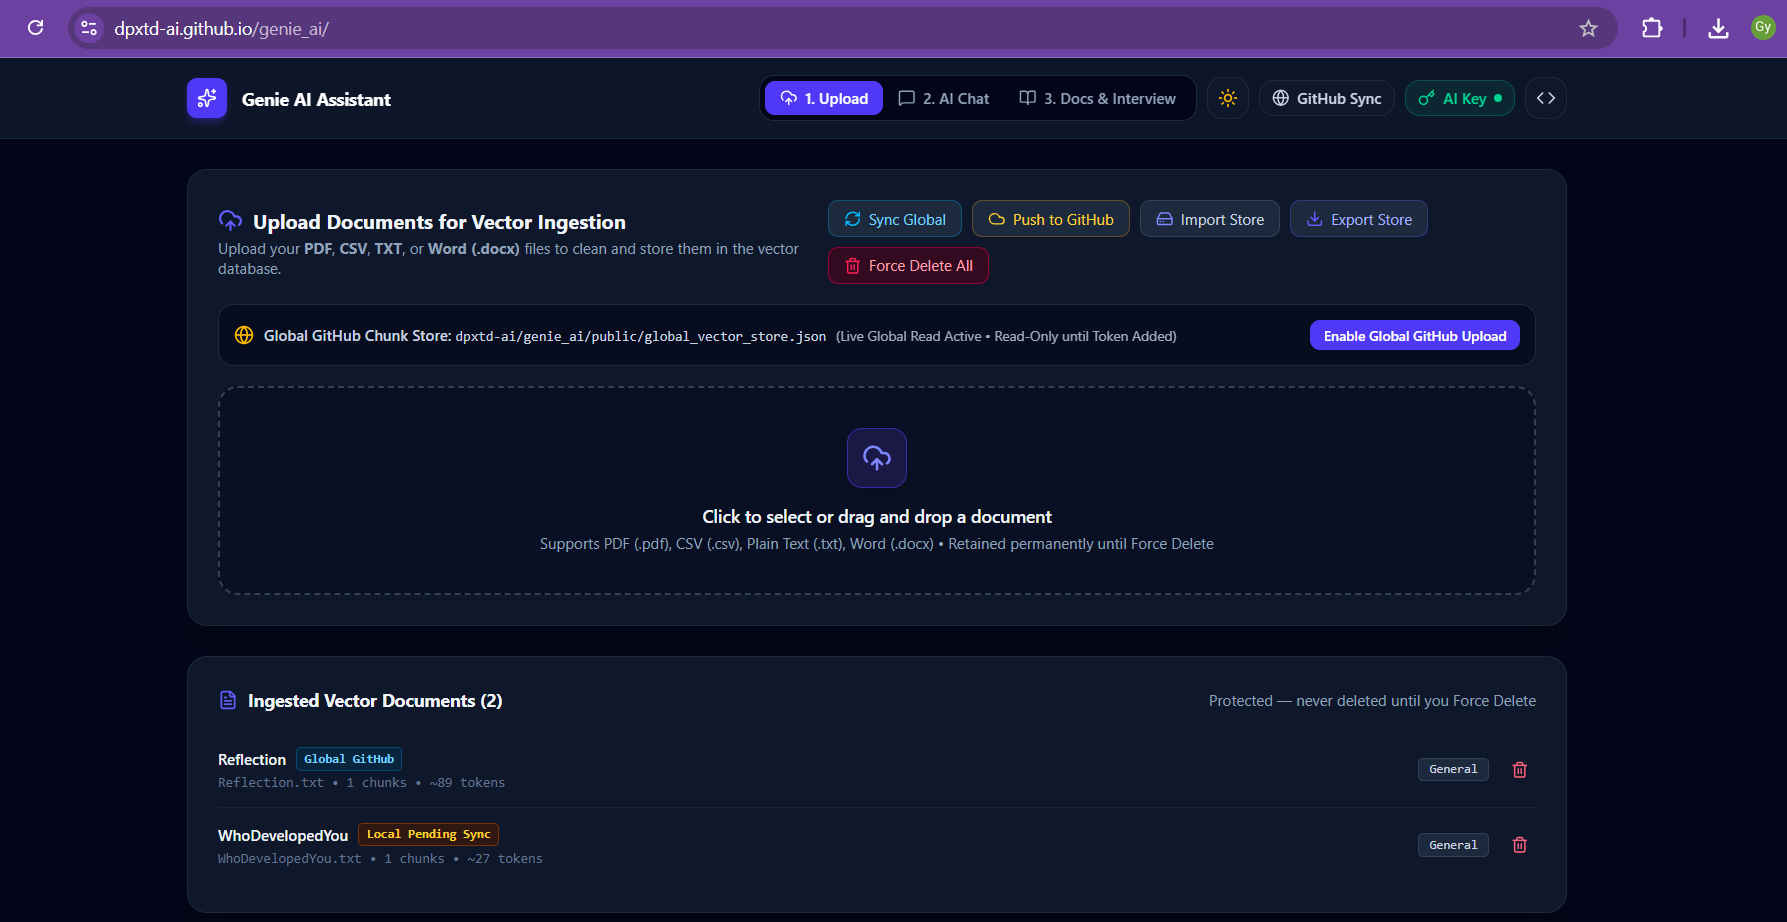 dpxtd-ai.github.io/genie_ai/
Gy
Genie AI Assistant
1. Upload
2. AI Chat
3. Docs & Interview
GitHub Sync
AI Key
Upload Documents for Vector Ingestion
Upload your PDF, CSV, TXT, or Word (.docx) files to clean and store them in the vector
database.
Sync Global
Push to GitHub
Import Store
Export Store
Force Delete All
Global GitHub Chunk Store: dpxtd-ai/genie_ai/public/global_vector_store.json (Live Global Read Active • Read-Only until Token Added)
Enable Global GitHub Upload
Click to select or drag and drop a document
Supports PDF (.pdf), CSV (.csv), Plain Text (.txt), Word (.docx) • Retained permanently until Force Delete
Ingested Vector Documents (2)
Protected — never deleted until you Force Delete
Reflection Global GitHub
Reflection.txt • 1 chunks • ~89 tokens
General
WhoDevelopedYou Local Pending Sync
WhoDevelopedYou.txt • 1 chunks • ~27 tokens
General